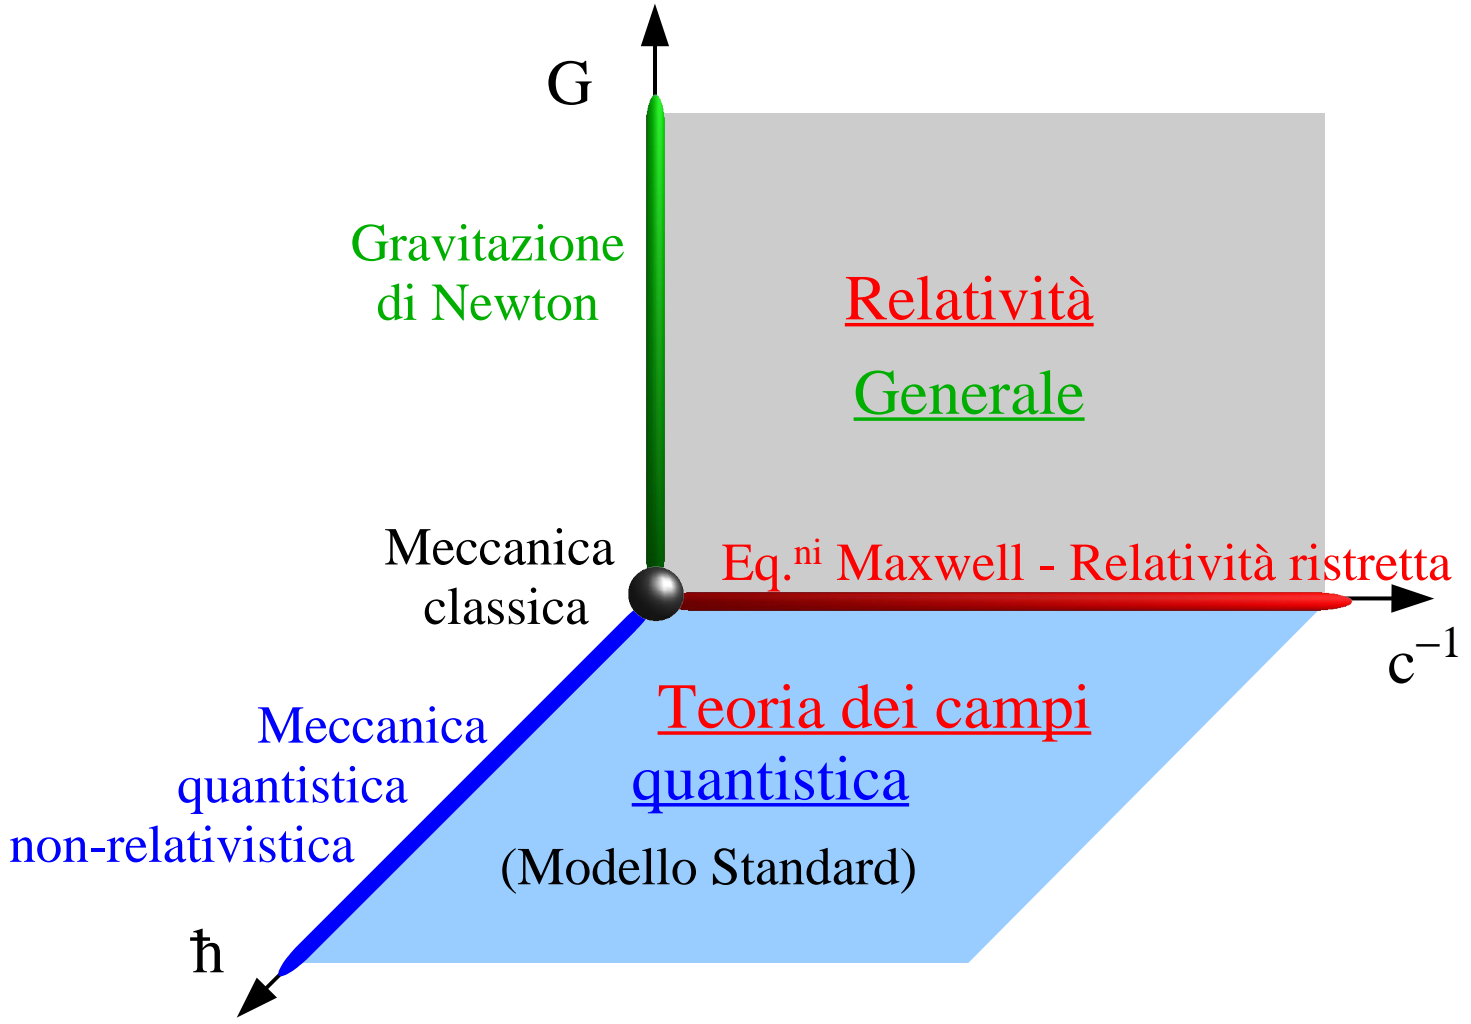 G
Gravitazione
di Newton
Relatività
Generale
Meccanica
classica
Eq.ⁿⁱ Maxwell - Relatività ristretta
c⁻¹
Teoria dei campi
quantistica
(Modello Standard)
Meccanica
quantistica
non-relativistica
ħ